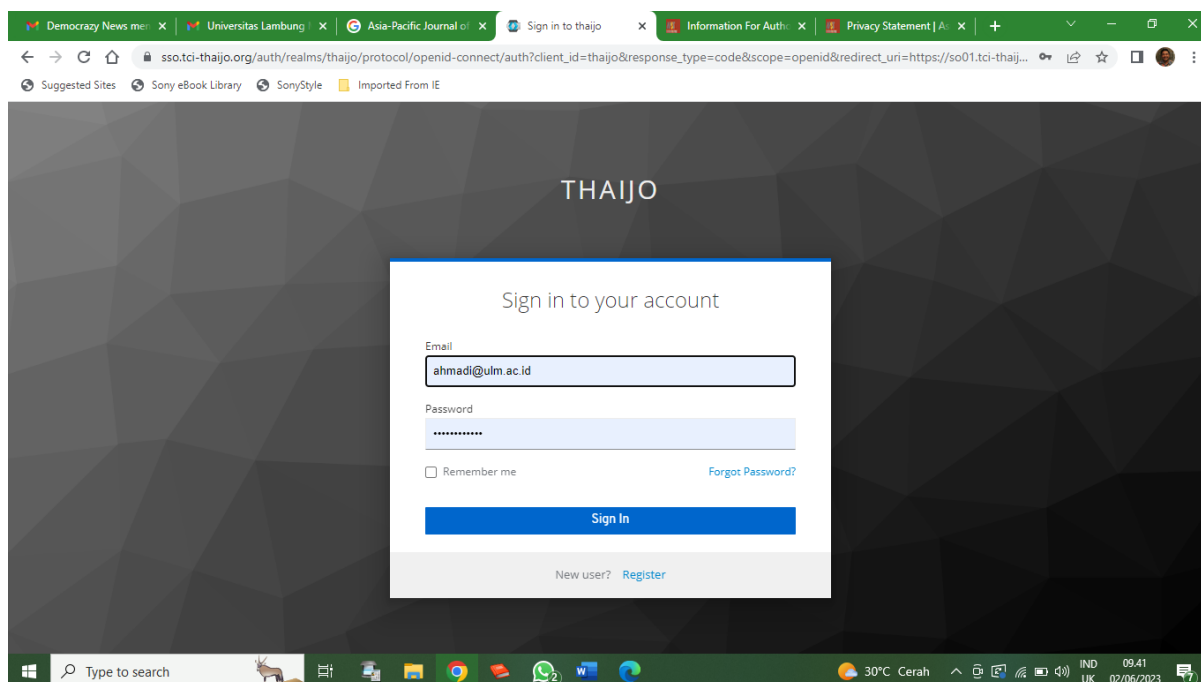 Democrazy News men
Universitas Lambung
Asia-Pacific Journal of
Sign in to thaijo
Information For Autho
Privacy Statement | As
sso.tci-thaijo.org/auth/realms/thaijo/protocol/openid-connect/auth?client_id=thaijo&response_type=code&scope=openid&redirect_uri=https://so01.tci-thaij...
Suggested Sites
Sony eBook Library
SonyStyle
Imported From IE
THAIJO
Sign in to your account
Email
ahmadi@ulm.ac.id
Password
Remember me
Forgot Password?
Sign In
New user? Register
Type to search
2
30°C Cerah
IND
UK
09.41
02/06/2023
7